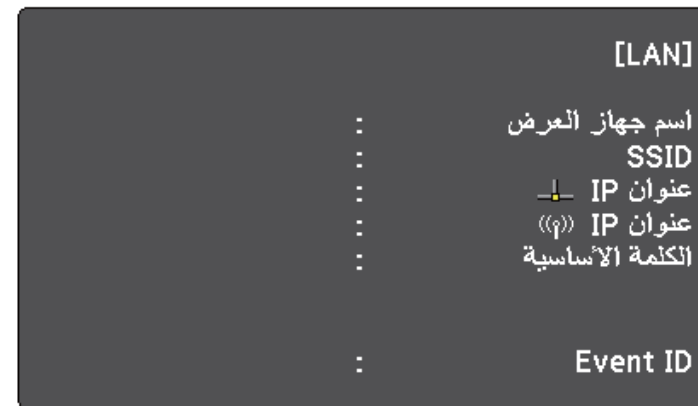 [LAN]
اسم جهاز العرض :
SSID :
عنوان IP :
عنوان IP :
الكلمة الأساسية :
Event ID :